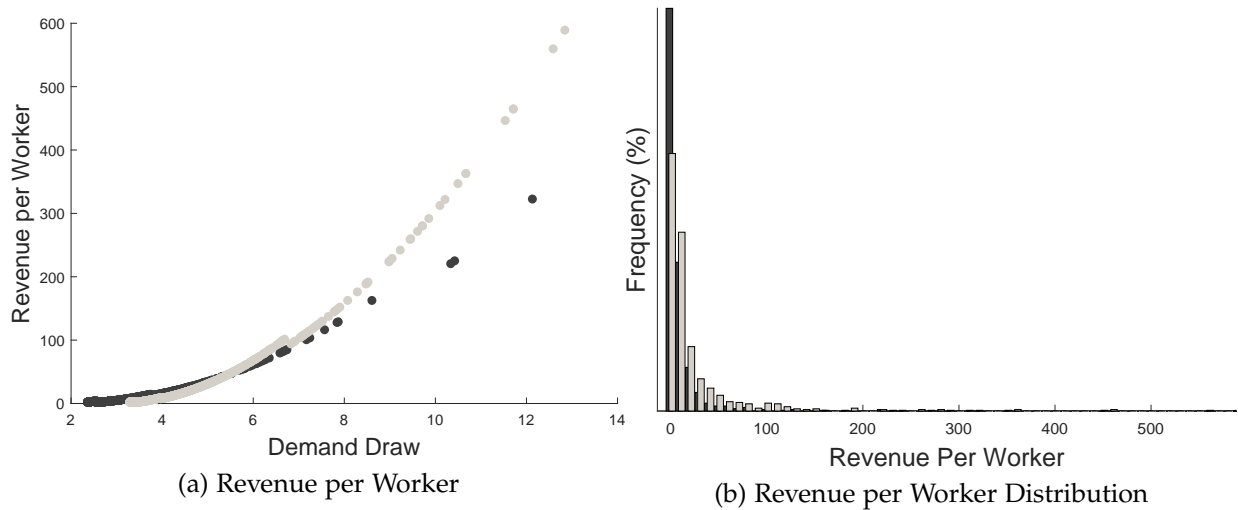 600
500
400
300
200
100
0
Revenue per Worker
2 4 6 8 10 12 14
Demand Draw
(a) Revenue per Worker
Frequency (%)
0 100 200 300 400 500
Revenue Per Worker
(b) Revenue per Worker Distribution